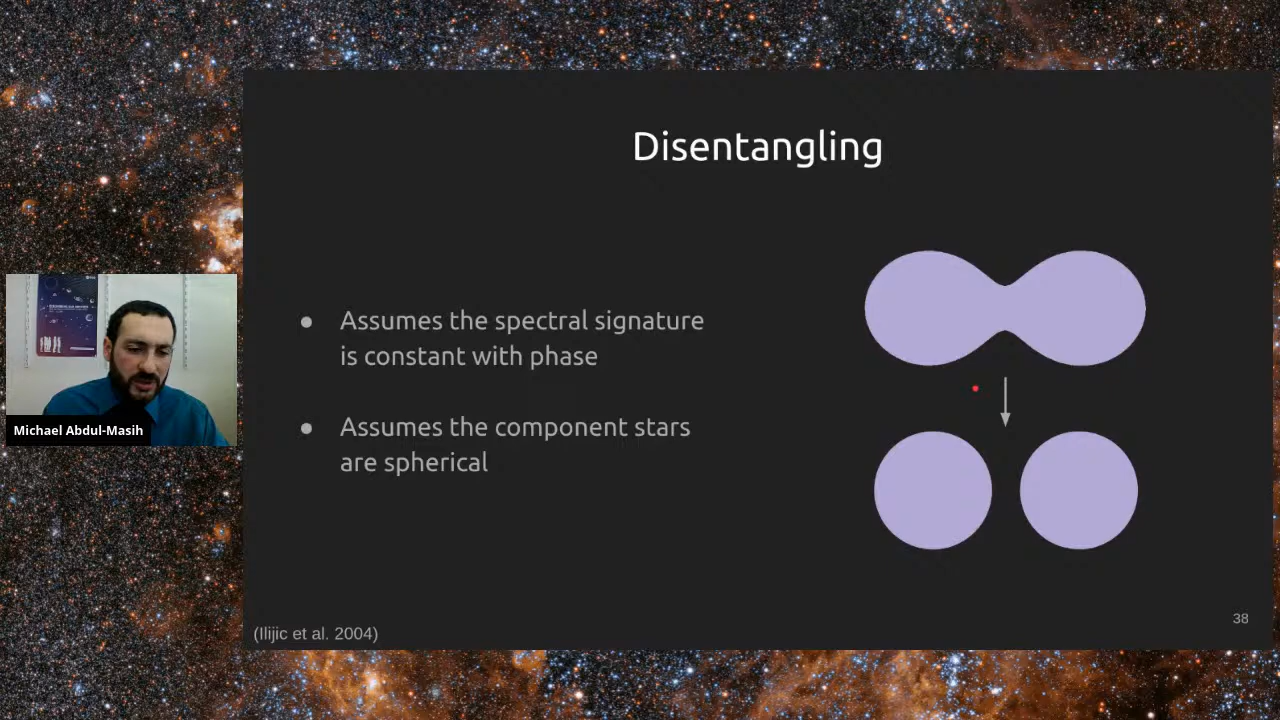 Disentangling
● Assumes the spectral signature
is constant with phase
● Assumes the component stars
are spherical
Michael Abdul-Masih
38
(Ilijic et al. 2004)